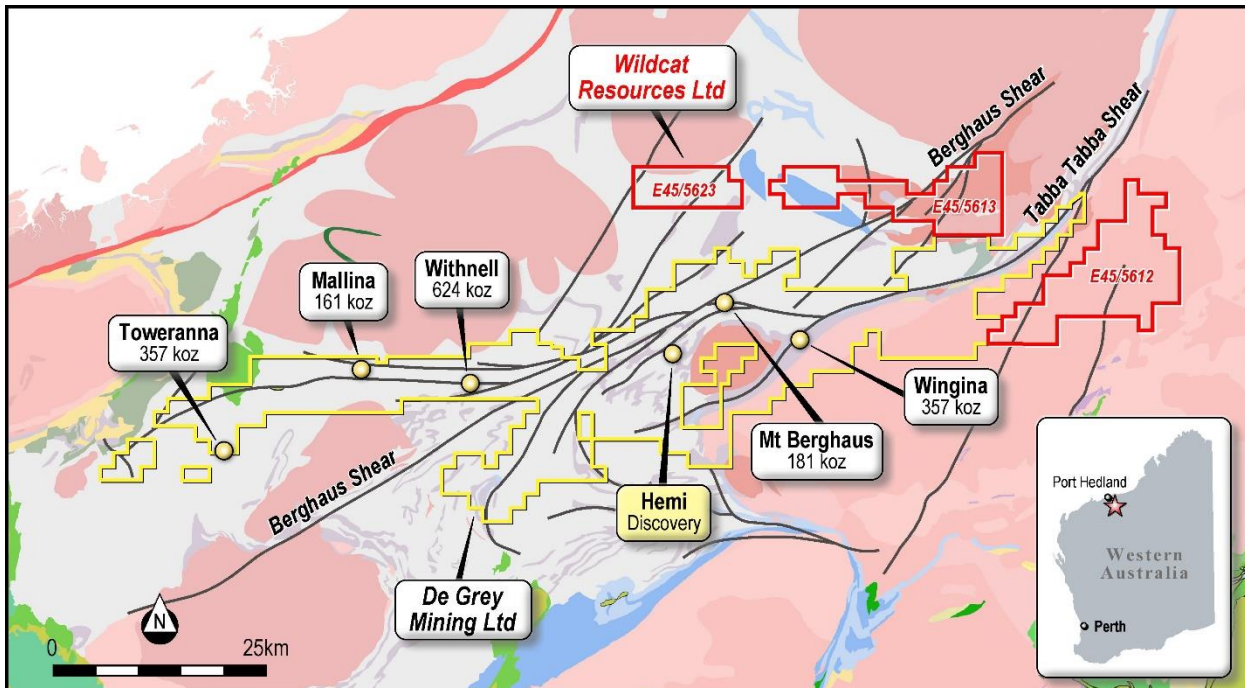 Wildcat
Resources Ltd
Berghaus Shear
Tabba Tabba Shear
E45/5623
E45/5613
E45/5612
Mallina
161 koz
Withnell
624 koz
Toweranna
357 koz
Wingina
357 koz
Mt Berghaus
181 koz
Hemi
Discovery
Berghaus Shear
De Grey
Mining Ltd
N
0
25km
Port Hedland
Western
Australia
Perth